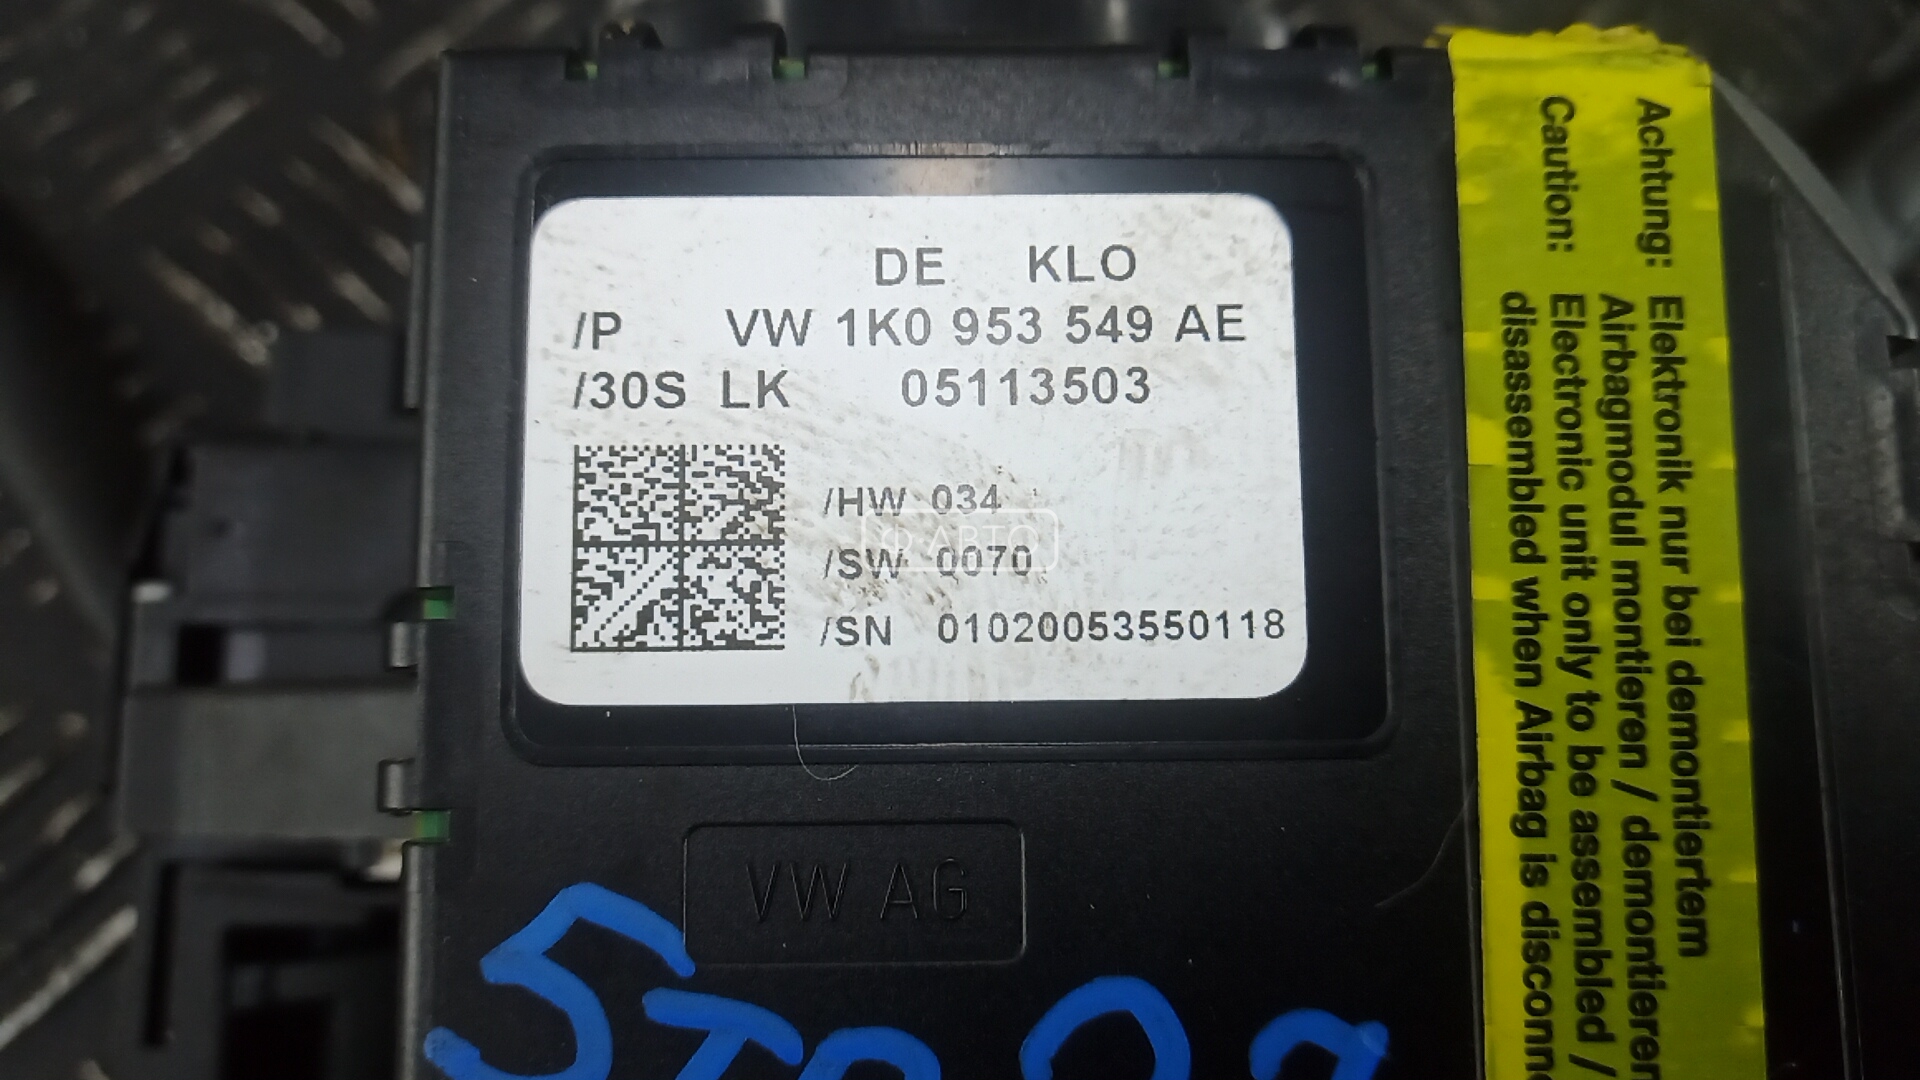 DE KLO
/P VW 1K0 953 549 AE
/30S LK 05113503
/HW 034
/SW 0070
/SN 01020053550118
Ф АВТО
VW AG
Achtung: Elektronik nur bei demontiertem
Airbagmodul montieren / demontieren
Caution: Electronic unit only to be assembled /
disassembled when Airbag is